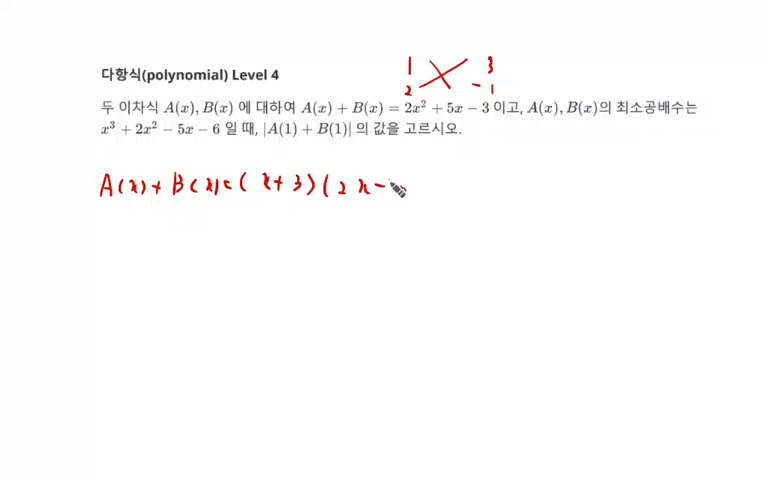 다항식(polynomial) Level 4
1 3
2 -1
두 이차식 A(x), B(x) 에 대하여 A(x) + B(x) = 2x² + 5x − 3 이고, A(x), B(x)의 최소공배수는
x³ + 2x² − 5x − 6 일 때, |A(1) + B(1)| 의 값을 고르시오.
A(x) + B(x) = (x+3)(2x-